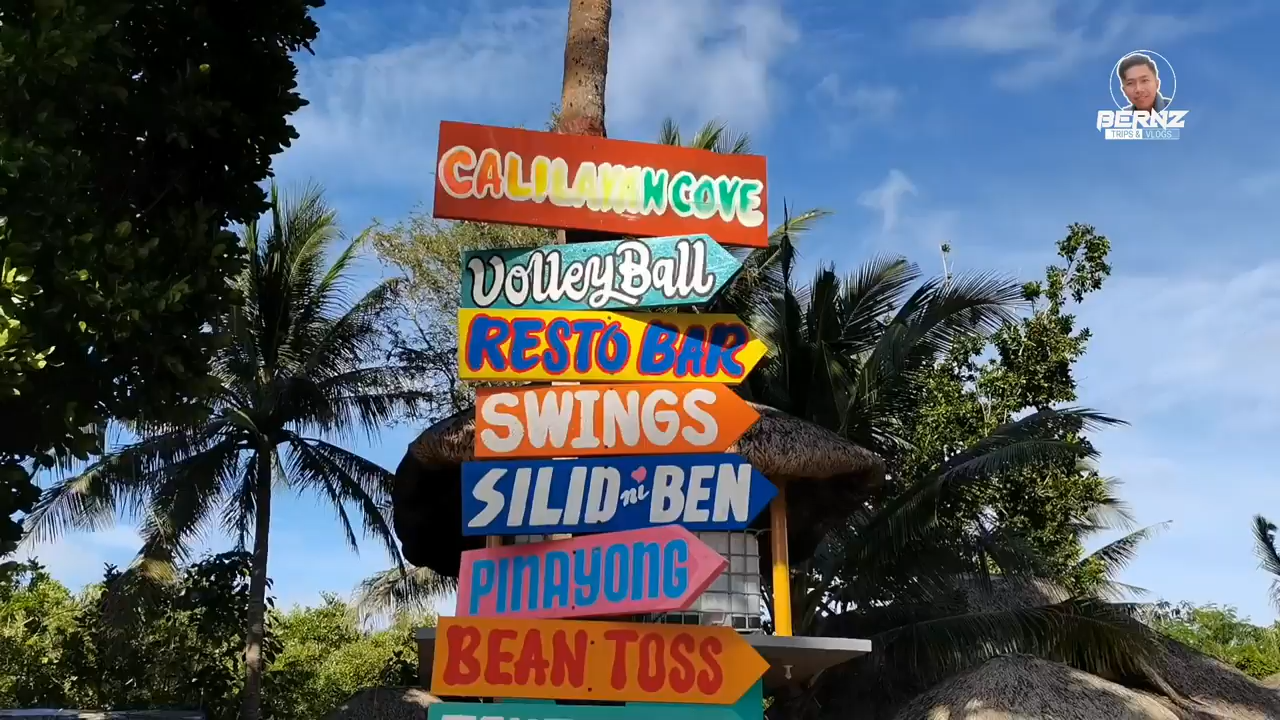 CALILAYAN COVE
VolleyBall
RESTO BAR
SWINGS
SILID ni BEN
PINAYONG
BEAN TOSS
BERNZ
TRIPS & VLOGS